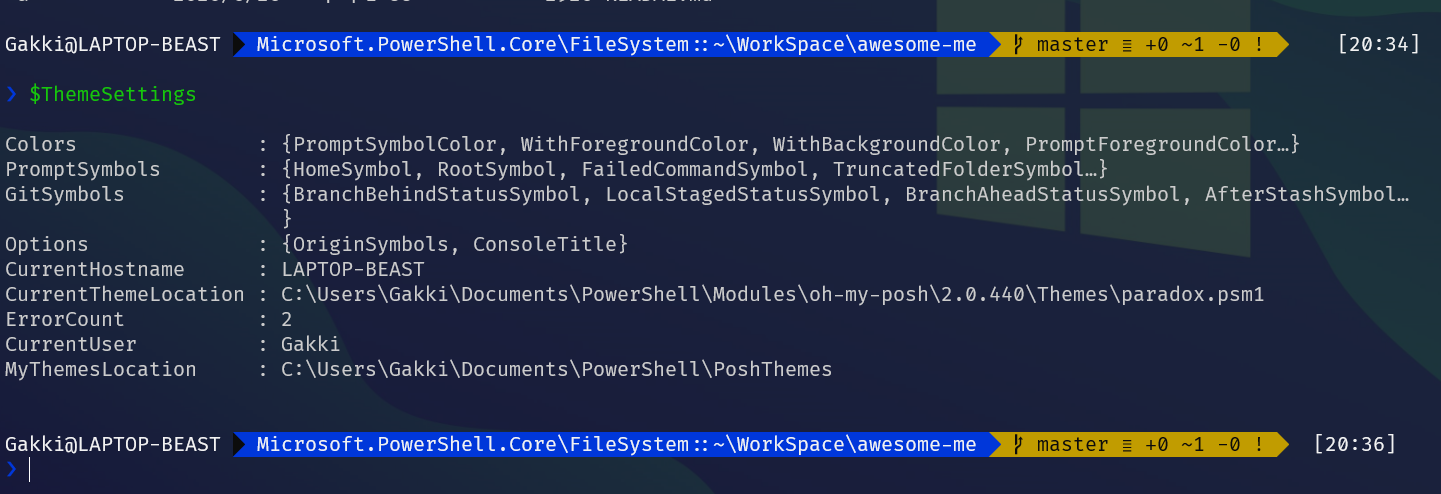 Gakki@LAPTOP-BEAST Microsoft.PowerShell.Core\FileSystem::~\WorkSpace\awesome-me master ≡ +0 ~1 -0 ! [20:34]
❯ $ThemeSettings
Colors : {PromptSymbolColor, WithForegroundColor, WithBackgroundColor, PromptForegroundColor…}
PromptSymbols : {HomeSymbol, RootSymbol, FailedCommandSymbol, TruncatedFolderSymbol…}
GitSymbols : {BranchBehindStatusSymbol, LocalStagedStatusSymbol, BranchAheadStatusSymbol, AfterStashSymbol…
}
Options : {OriginSymbols, ConsoleTitle}
CurrentHostname : LAPTOP-BEAST
CurrentThemeLocation : C:\Users\Gakki\Documents\PowerShell\Modules\oh-my-posh\2.0.440\Themes\paradox.psm1
ErrorCount : 2
CurrentUser : Gakki
MyThemesLocation : C:\Users\Gakki\Documents\PowerShell\PoshThemes
Gakki@LAPTOP-BEAST Microsoft.PowerShell.Core\FileSystem::~\WorkSpace\awesome-me master ≡ +0 ~1 -0 ! [20:36]
❯